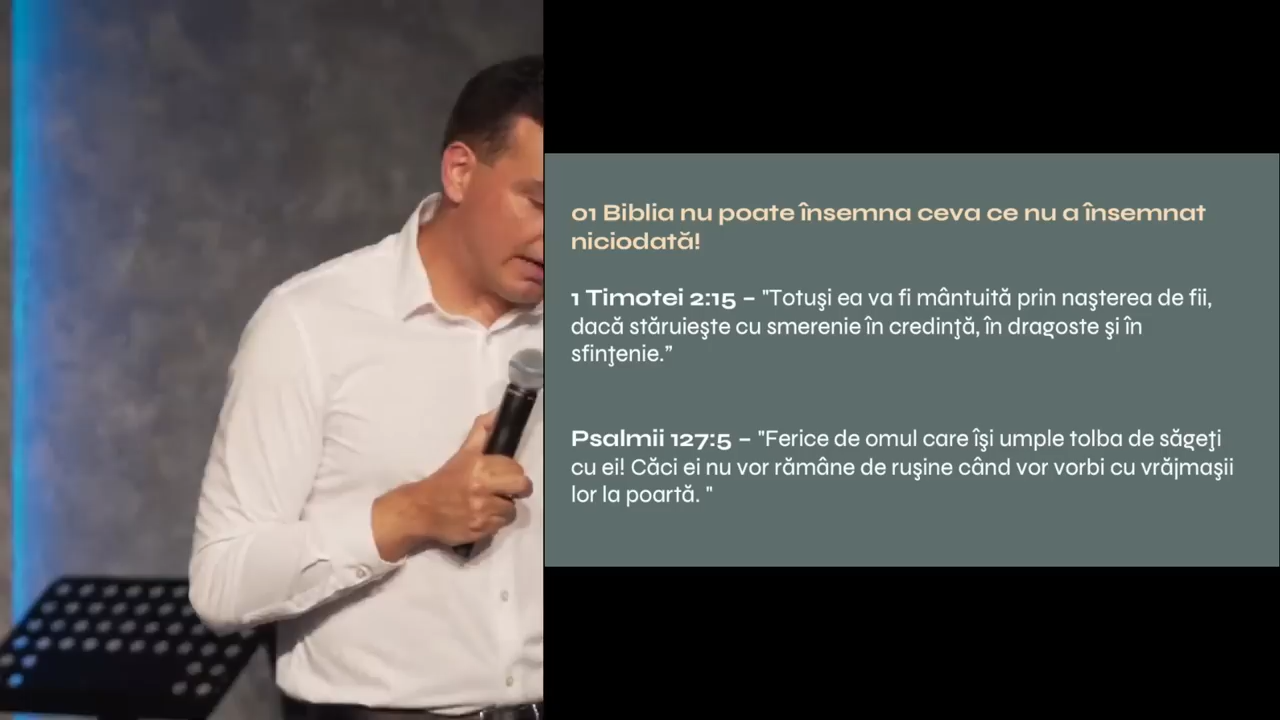 01 Biblia nu poate însemna ceva ce nu a însemnat
niciodată!
1 Timotei 2:15 – "Totuşi ea va fi mântuită prin naşterea de fii,
dacă stăruieşte cu smerenie în credinţă, în dragoste şi în
sfinţenie.”
Psalmii 127:5 – "Ferice de omul care îşi umple tolba de săgeţi
cu ei! Căci ei nu vor rămâne de ruşine când vor vorbi cu vrăjmaşii
lor la poartă. "